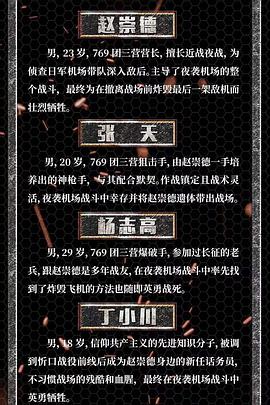 赵崇德
男，23岁，769团三营营长，擅长近战夜战，为
侦查日军机场带队深入敌后。主导了夜袭机场的整
个战斗，最终为在撤离战场前炸毁最后一架敌机而
壮烈牺牲。
张天
男，20岁，769团三营狙击手，由赵崇德一手培
养出的神枪手，与其配合默契。作战镇定且战术灵
活，夜袭机场战斗中幸存并将赵崇德遗体带出战场。
杨志高
男，29岁，769团三营爆破手，参加过长征的老
兵，跟赵崇德是多年战友，在夜袭机场战斗中率先找
到了炸毁飞机的方法也随即英勇战死。
丁小川
男，18岁，信仰共产主义的先进知识分子，被调
到忻口战役前线后成为赵崇德身边的新任话务员，
不习惯战场的残酷和血腥，最终在夜袭机场战斗中
英勇牺牲。